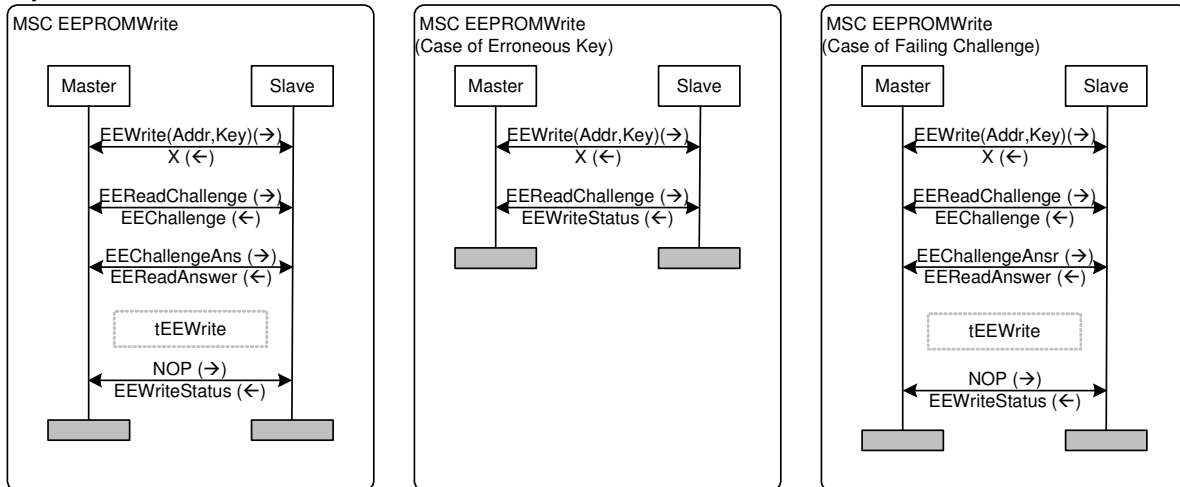 MSC EEPROMWrite
Master
Slave
EEWrite(Addr,Key)(→)
X (←)
EEReadChallenge (→)
EEChallenge (←)
EEChallengeAns (→)
EEReadAnswer (←)
tEEWrite
NOP (→)
EEWriteStatus (←)
MSC EEPROMWrite
(Case of Erroneous Key)
Master
Slave
EEWrite(Addr,Key)(→)
X (←)
EEReadChallenge (→)
EEWriteStatus (←)
MSC EEPROMWrite
(Case of Failing Challenge)
Master
Slave
EEWrite(Addr,Key)(→)
X (←)
EEReadChallenge (→)
EEChallenge (←)
EEChallengeAnsr (→)
EEReadAnswer (←)
tEEWrite
NOP (→)
EEWriteStatus (←)